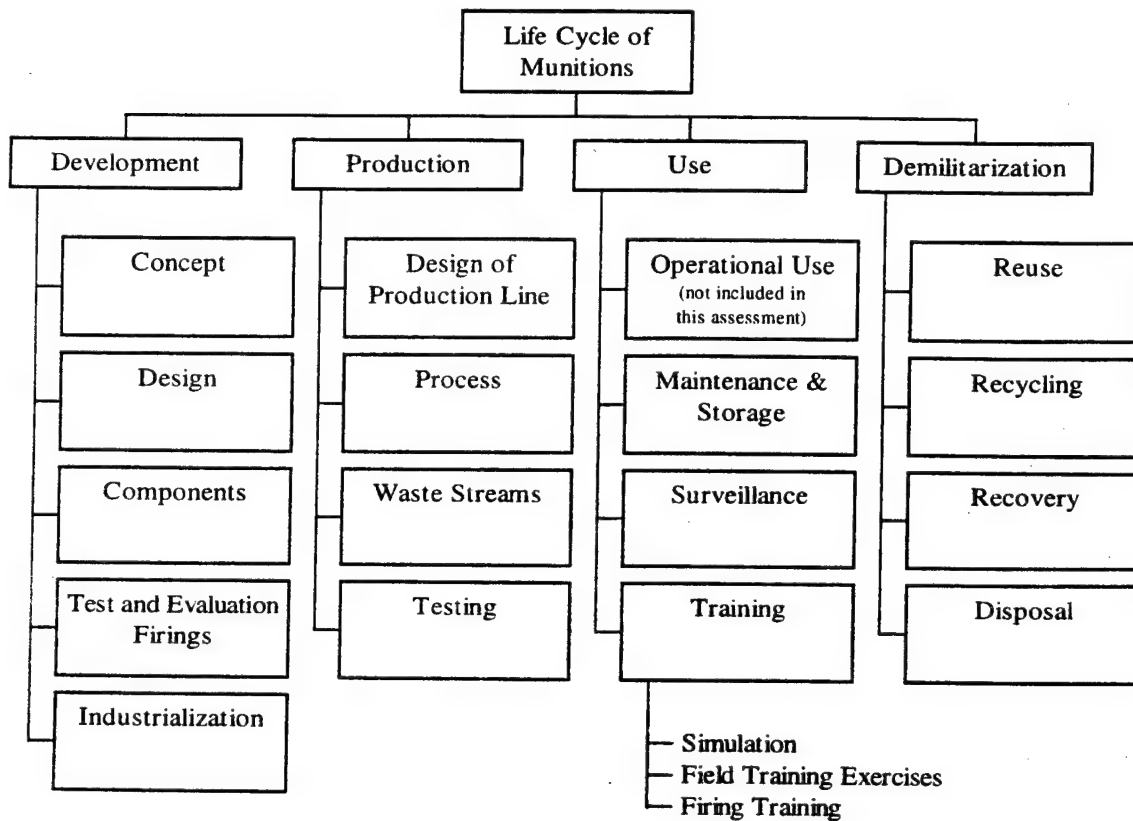 Life Cycle of
Munitions
Development
Production
Use
Demilitarization
Concept
Design
Components
Test and Evaluation
Firings
Industrialization
Design of
Production Line
Process
Waste Streams
Testing
Operational Use
(not included in
this assessment)
Maintenance &
Storage
Surveillance
Training
Simulation
Field Training Exercises
Firing Training
Reuse
Recycling
Recovery
Disposal